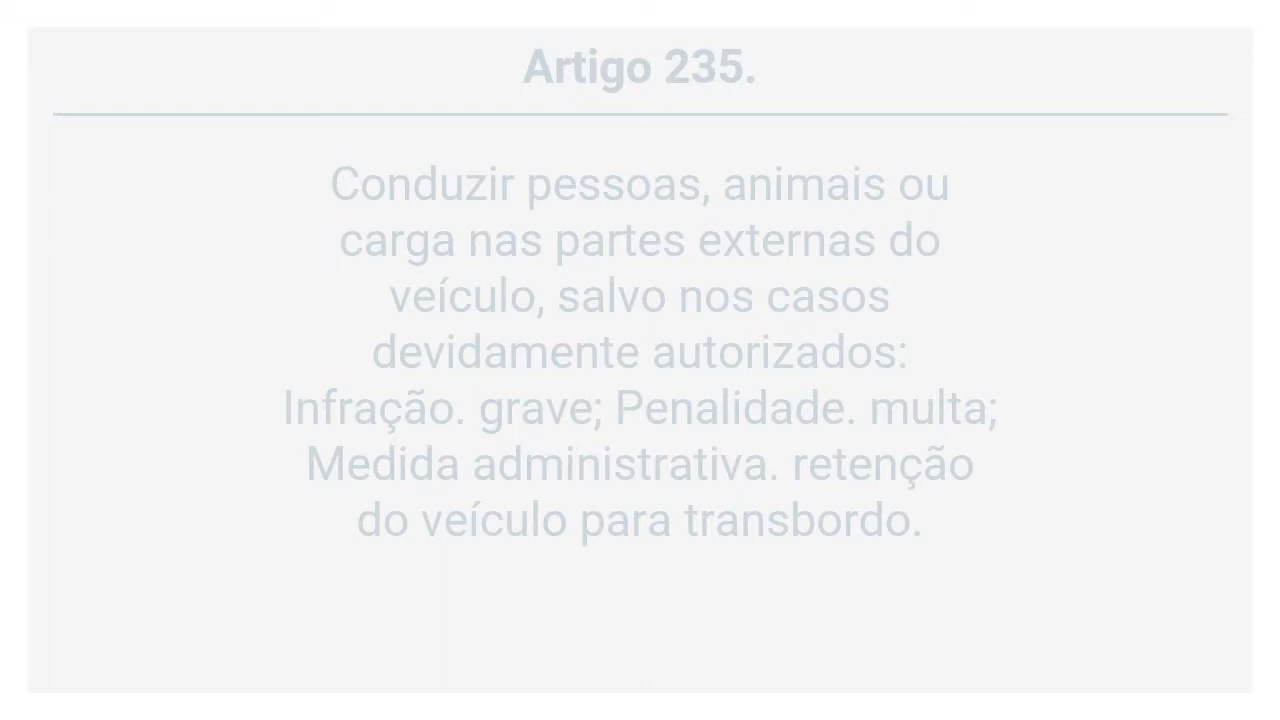 Artigo 235.
Conduzir pessoas, animais ou
carga nas partes externas do
veículo, salvo nos casos
devidamente autorizados:
Infração. grave; Penalidade. multa;
Medida administrativa. retenção
do veículo para transbordo.